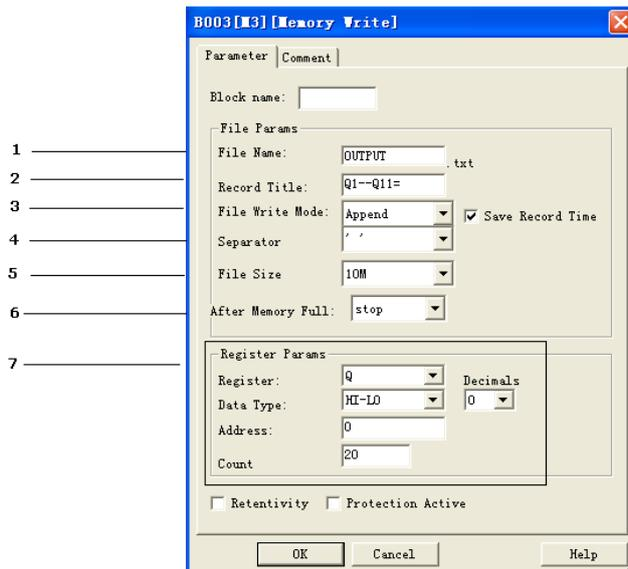 B003[M3][Memory Write]
Parameter Comment
Block name:
File Params
1 File Name: OUTPUT .txt
2 Record Title: Q1--Q11=
3 File Write Mode: Append Save Record Time
4 Separator ' '
5 File Size 10M
6 After Memory Full: stop
7 Register Params
Register: Q Decimals
Data Type: HI-LO 0
Address: 0
Count 20
Retentivity Protection Active
OK Cancel Help